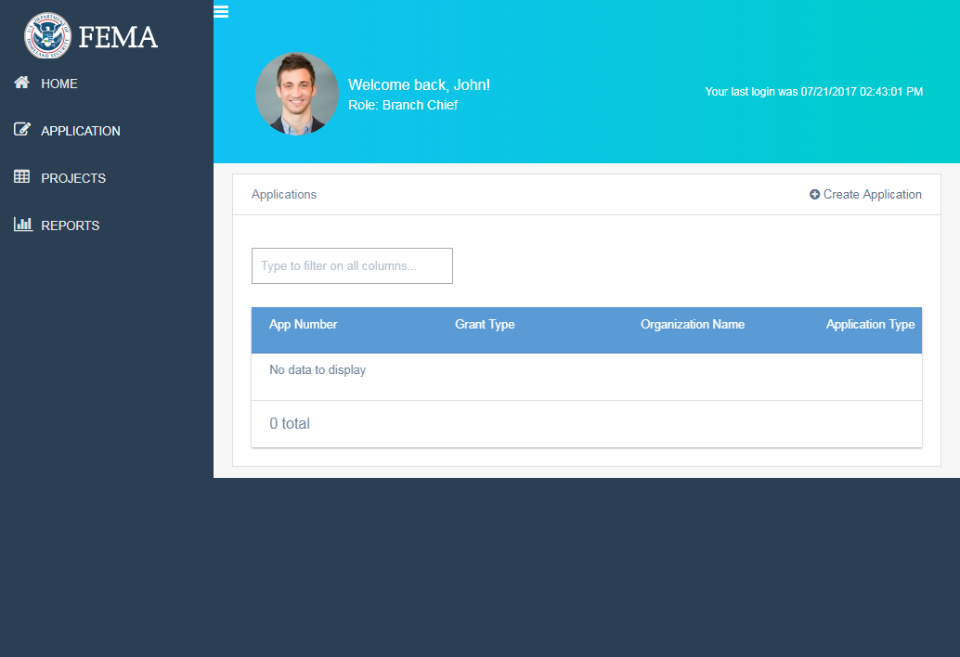 FEMA
HOME
APPLICATION
PROJECTS
REPORTS
Welcome back, John!
Role: Branch Chief
Your last login was 07/21/2017 02:43:01 PM
Applications
Create Application
Type to filter on all columns...
App Number Grant Type Organization Name Application Type
No data to display
0 total